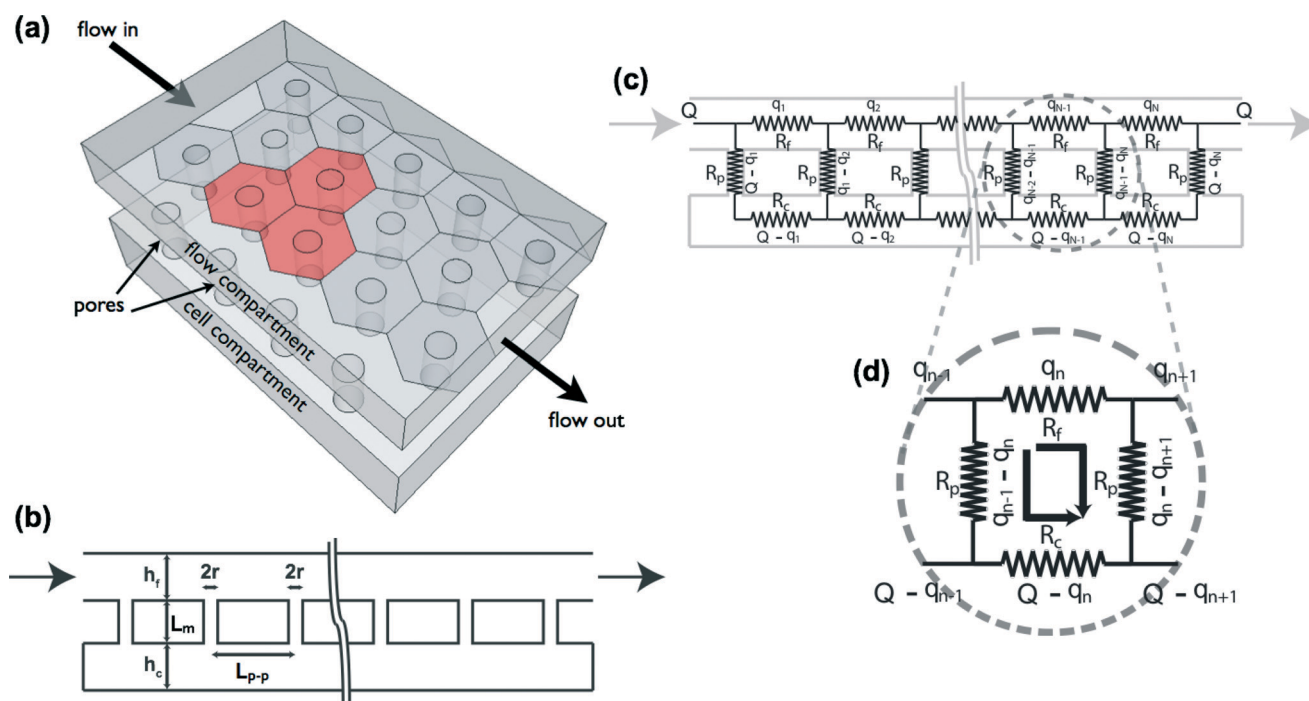 (a)
flow in
pores
flow compartment
cell compartment
flow out
(b)
h_f
2r
2r
L_m
h_c
L_p-p
(c)
Q
q_1
q_2
q_N-1
q_N
Q
R_f
R_f
R_f
R_f
R_p
Q - q_1
R_p
q_1 - q_2
R_p
R_p
q_N-2 - q_N-1
R_p
q_N-1 - q_N
R_p
Q - q_N
R_c
R_c
R_c
R_c
Q - q_1
Q - q_2
Q - q_N-1
Q - q_N
(d)
q_n-1
q_n
q_n+1
R_f
R_p
q_n-1 - q_n
R_p
q_n - q_n+1
R_c
Q - q_n-1
Q - q_n
Q - q_n+1